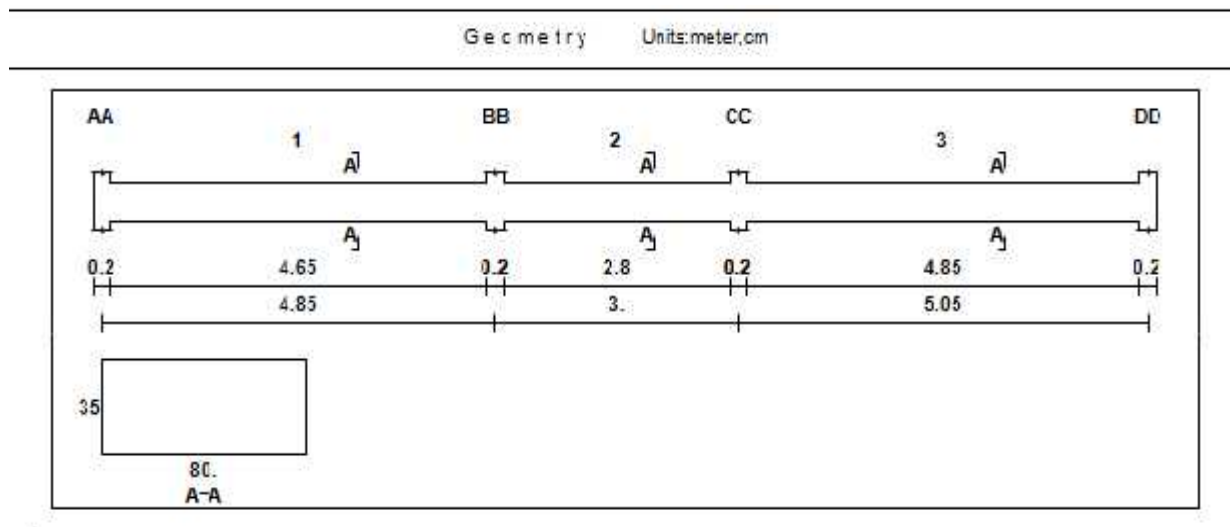 Gecmetry Units:meter,cm
AA BB CC DD
1 2 3
A A A
A A A
0.2 4.65 0.2 2.8 0.2 4.85 0.2
4.85 3. 5.05
35
80.
A-A